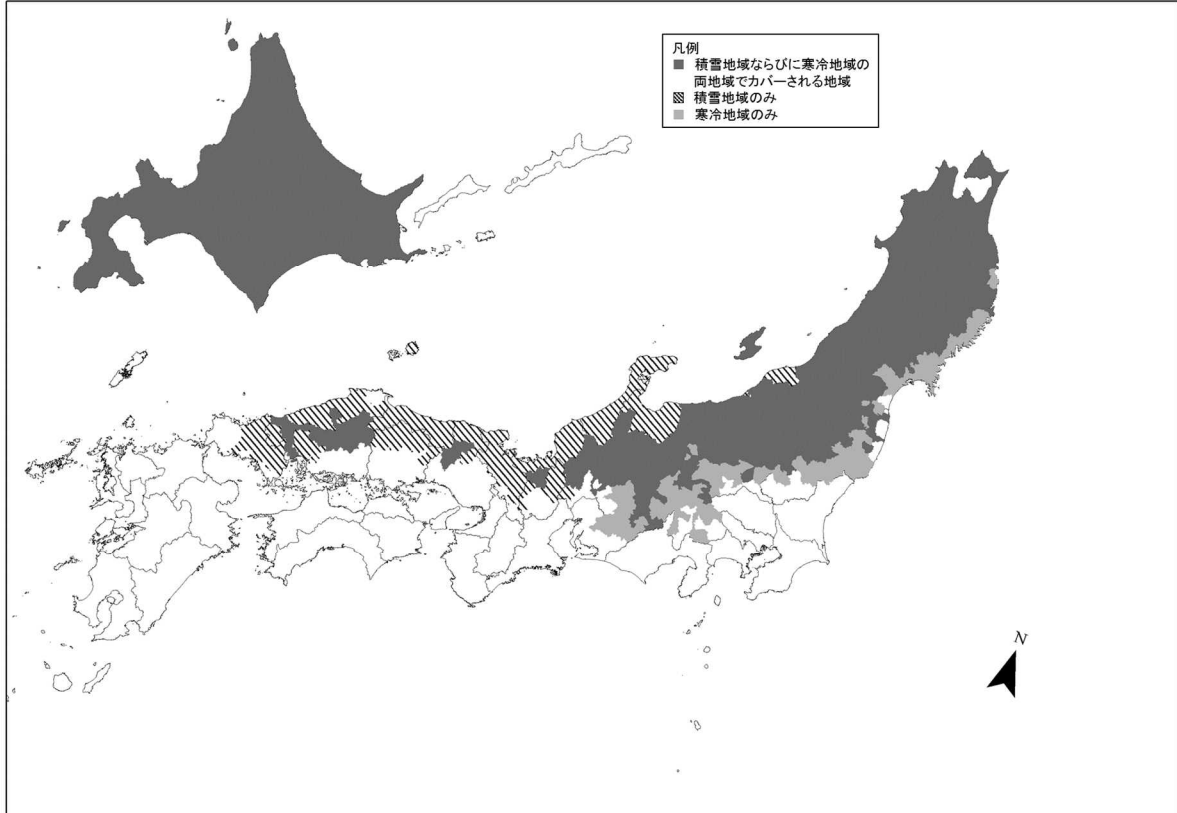 凡例
積雪地域ならびに寒冷地域の
両地域でカバーされる地域
積雪地域のみ
寒冷地域のみ
N